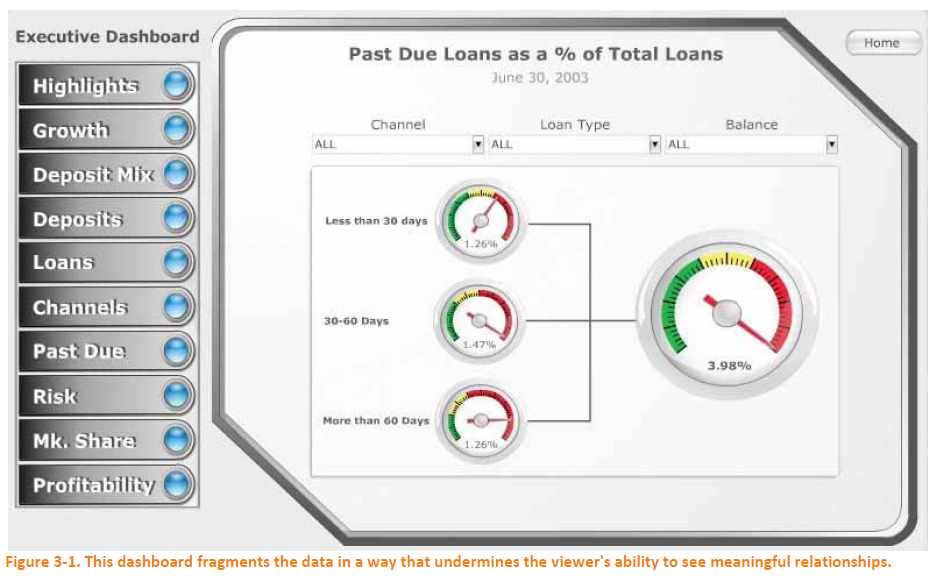 Executive Dashboard
Home
Past Due Loans as a % of Total Loans
June 30, 2003
Highlights
Growth
Deposit Mix
Deposits
Loans
Channels
Past Due
Risk
Mk. Share
Profitability
Channel Loan Type Balance
ALL ALL ALL
Less than 30 days
1.26%
30-60 Days
1.47%
More than 60 Days
1.26%
3.98%
Figure 3-1. This dashboard fragments the data in a way that undermines the viewer's ability to see meaningful relationships.